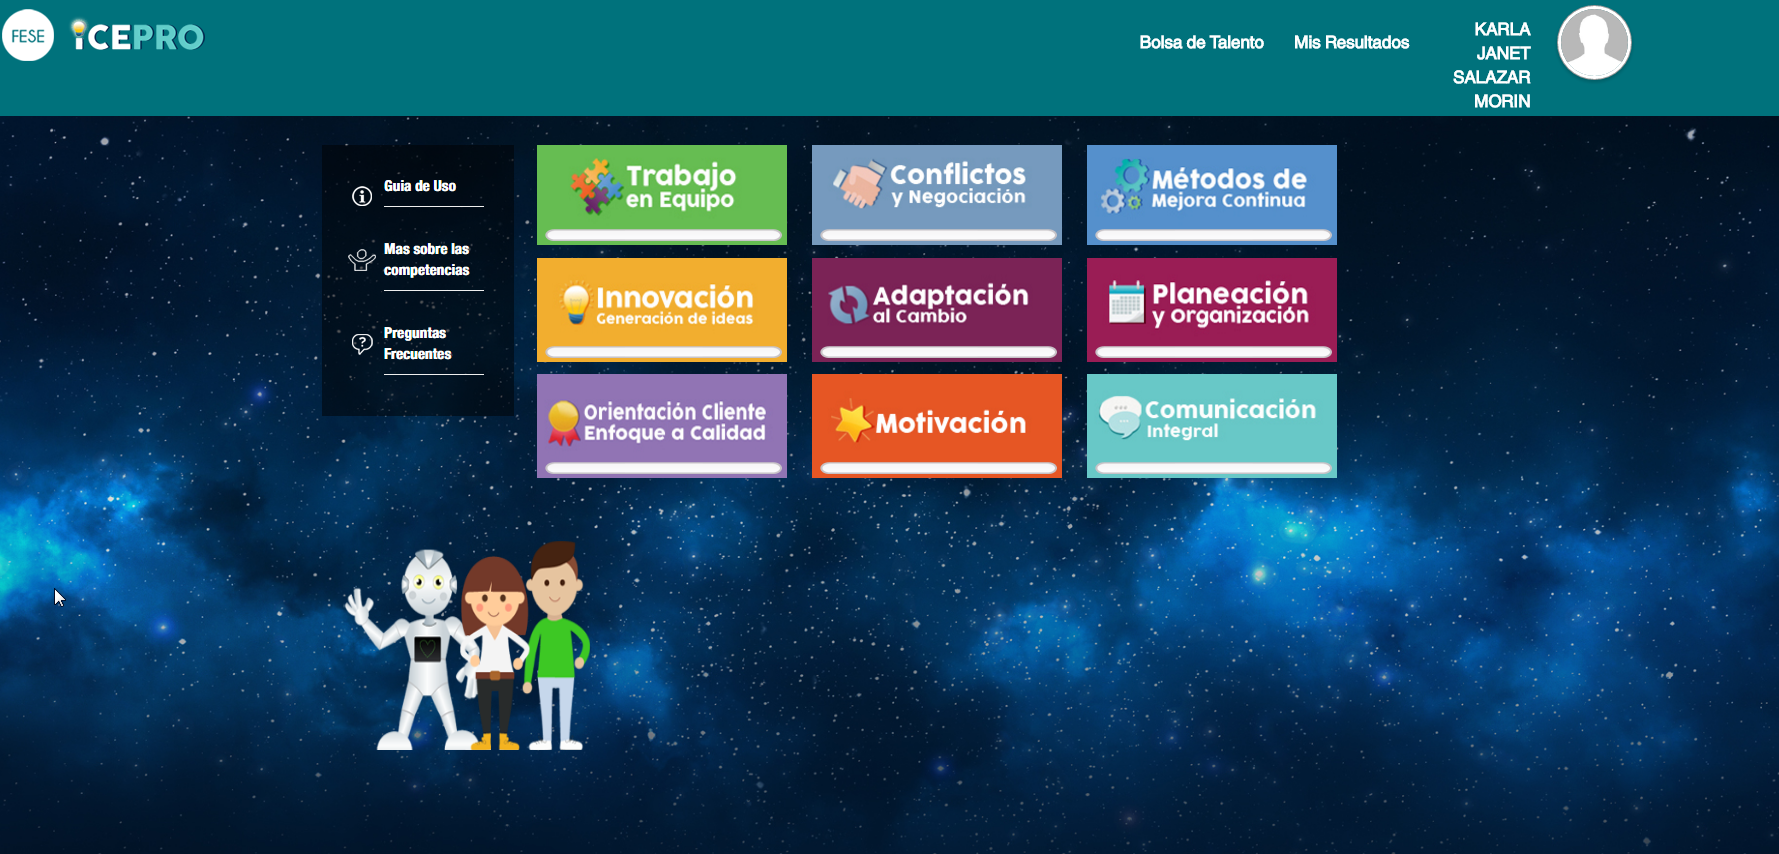 FESE
iCEPRO
Bolsa de Talento
Mis Resultados
KARLA
JANET
SALAZAR
MORIN
Guia de Uso
Mas sobre las
competencias
Preguntas
Frecuentes
Trabajo
en Equipo
Conflictos
y Negociación
Métodos de
Mejora Continua
Innovación
Generación de ideas
Adaptación
al Cambio
Planeación
y Organización
Orientación Cliente
Enfoque a Calidad
Motivación
Comunicación
Integral